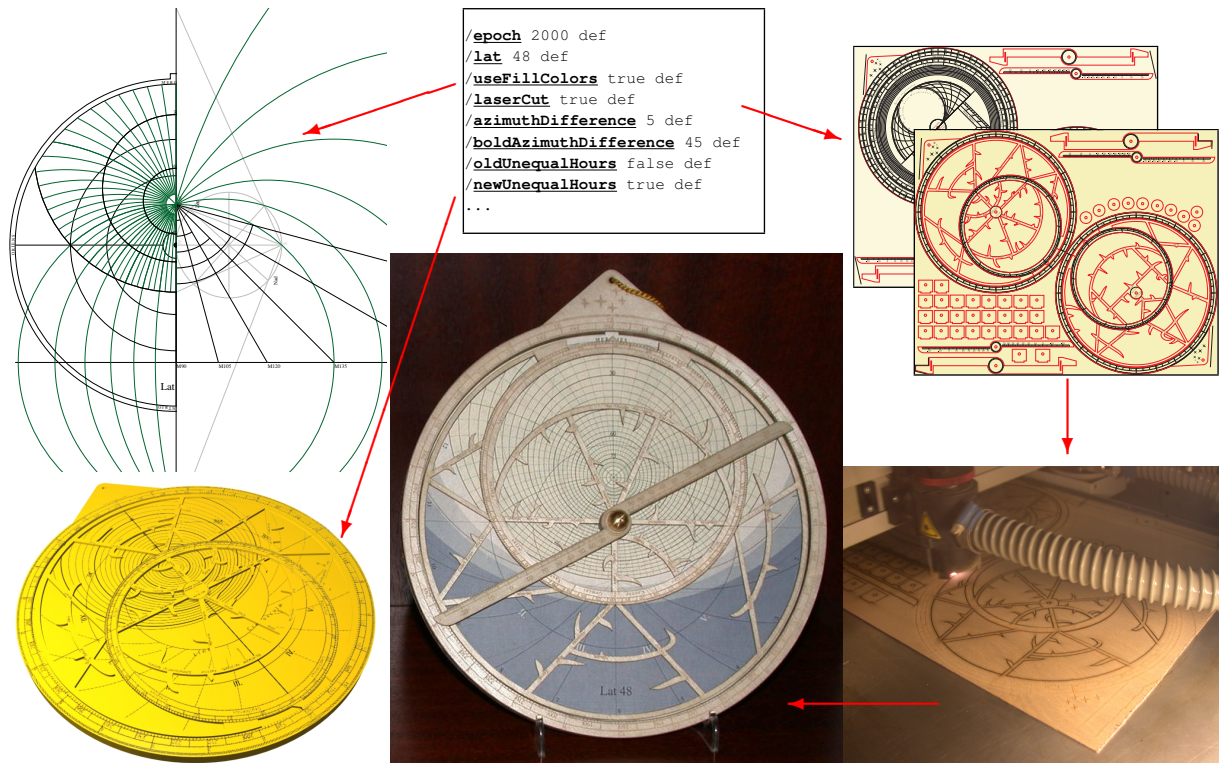 /epoch 2000 def
/lat 48 def
/useFillColors true def
/laserCut true def
/azimuthDifference 5 def
/boldAzimuthDifference 45 def
/oldUnequalHours false def
/newUnequalHours true def
...
M90 M105 M120 M135
Lat
Lat 48